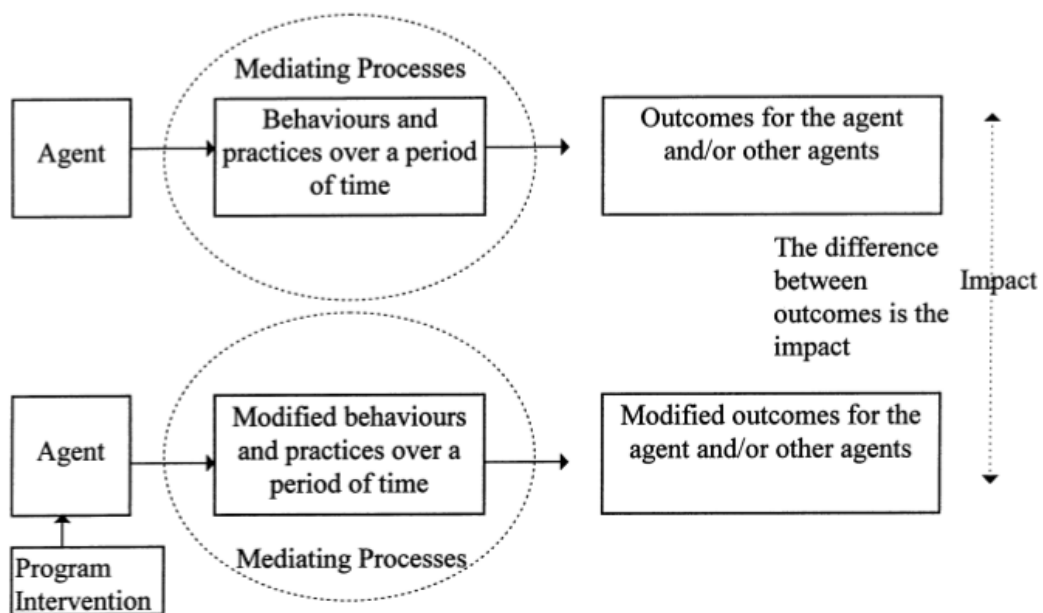 Mediating Processes
Agent
Behaviours and
practices over a period
of time
Outcomes for the agent
and/or other agents
The difference
between
outcomes is the
impact
Impact
Agent
Modified behaviours
and practices over a
period of time
Modified outcomes for the
agent and/or other agents
Mediating Processes
Program
Intervention